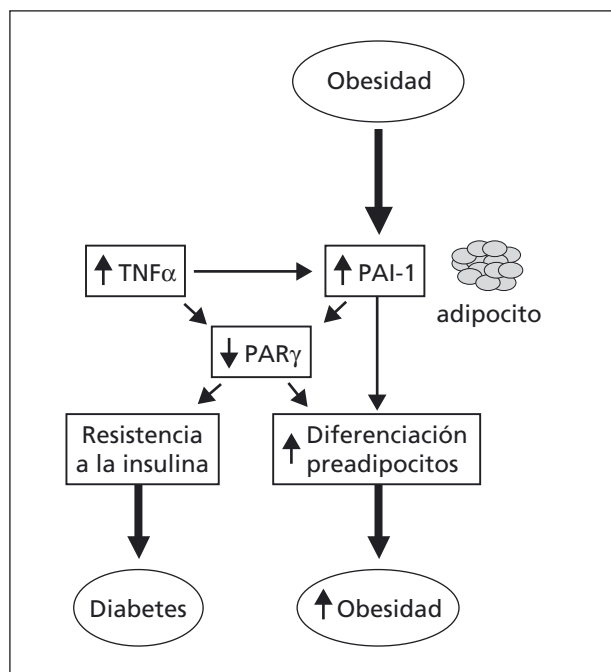 Obesidad
↑ TNFα
↑ PAI-1
adipocito
↓ PARγ
Resistencia
a la insulina
↑ Diferenciación
preadipocitos
Diabetes
↑ Obesidad